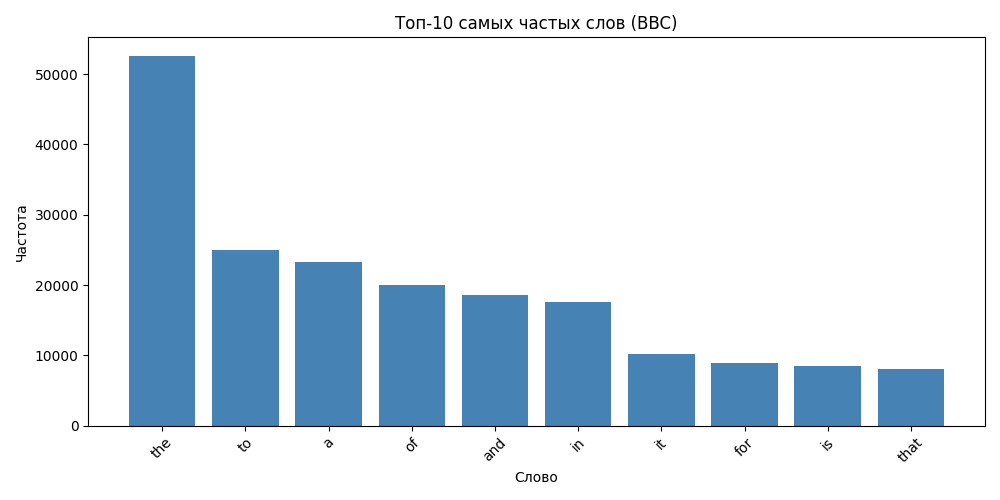 Топ-10 самых частых слов (BBC)
Частота
50000
40000
30000
20000
10000
0
the to a of and in it for is that
Слово